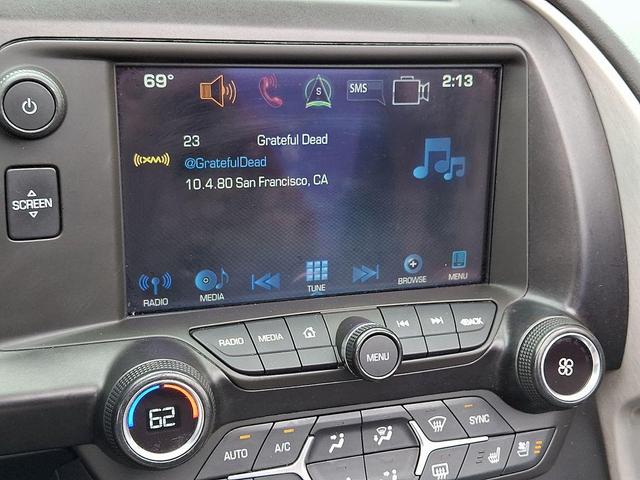 69° SMS 2:13
S
23 Grateful Dead
((XM)) @GratefulDead
10.4.80 San Francisco, CA
SCREEN
RADIO MEDIA TUNE BROWSE MENU
RADIO MEDIA MENU BACK
62
AUTO A/C SYNC